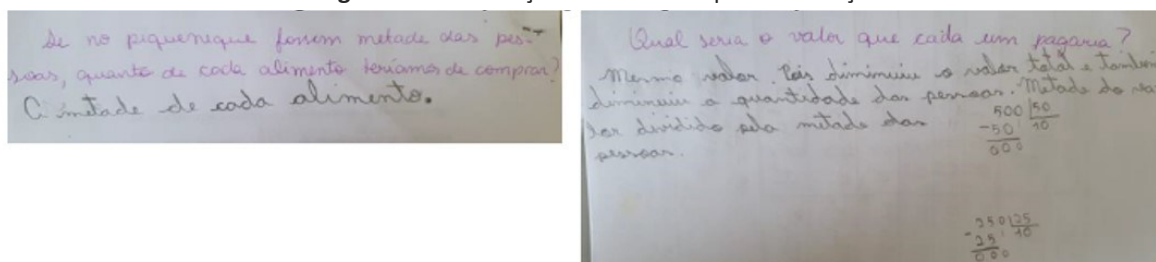 Se no piquenique fossem metade das pes-
soas, quanto de cada alimento teríamos de comprar?
A metade de cada alimento.
Qual seria o valor que cada um pagaria?
Mesmo valor. Pois diminuiu o valor total e também
diminuiu a quantidade das pessoas. Metade do va-
lor dividido pela metade das
pessoas.
500 |50
-50 10
000
250 |25
-25 10
000